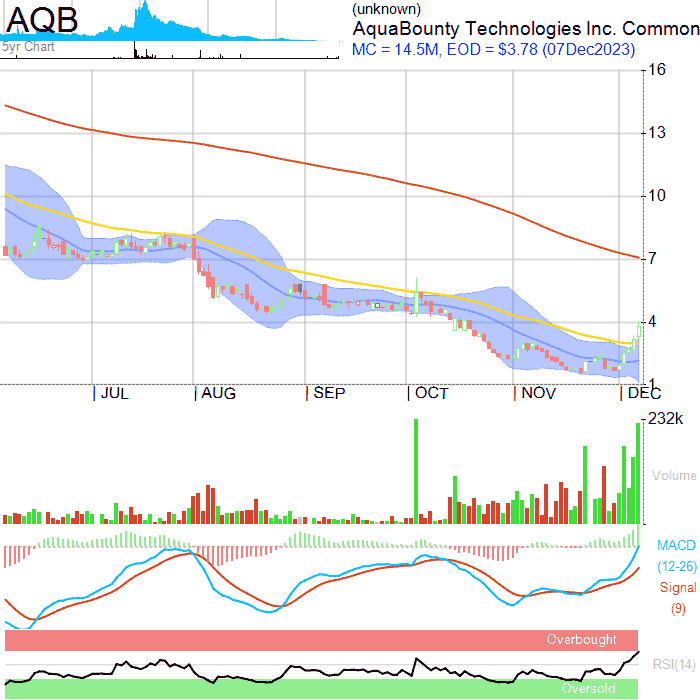 AQB
5yr Chart
(unknown)
AquaBounty Technologies Inc. Common
MC = 14.5M, EOD = $3.78 (07Dec2023)
16
13
10
7
4
1
JUL AUG SEP OCT NOV DEC
232k
Volume
MACD
(12-26)
Signal
(9)
Overbought
RSI(14)
Oversold